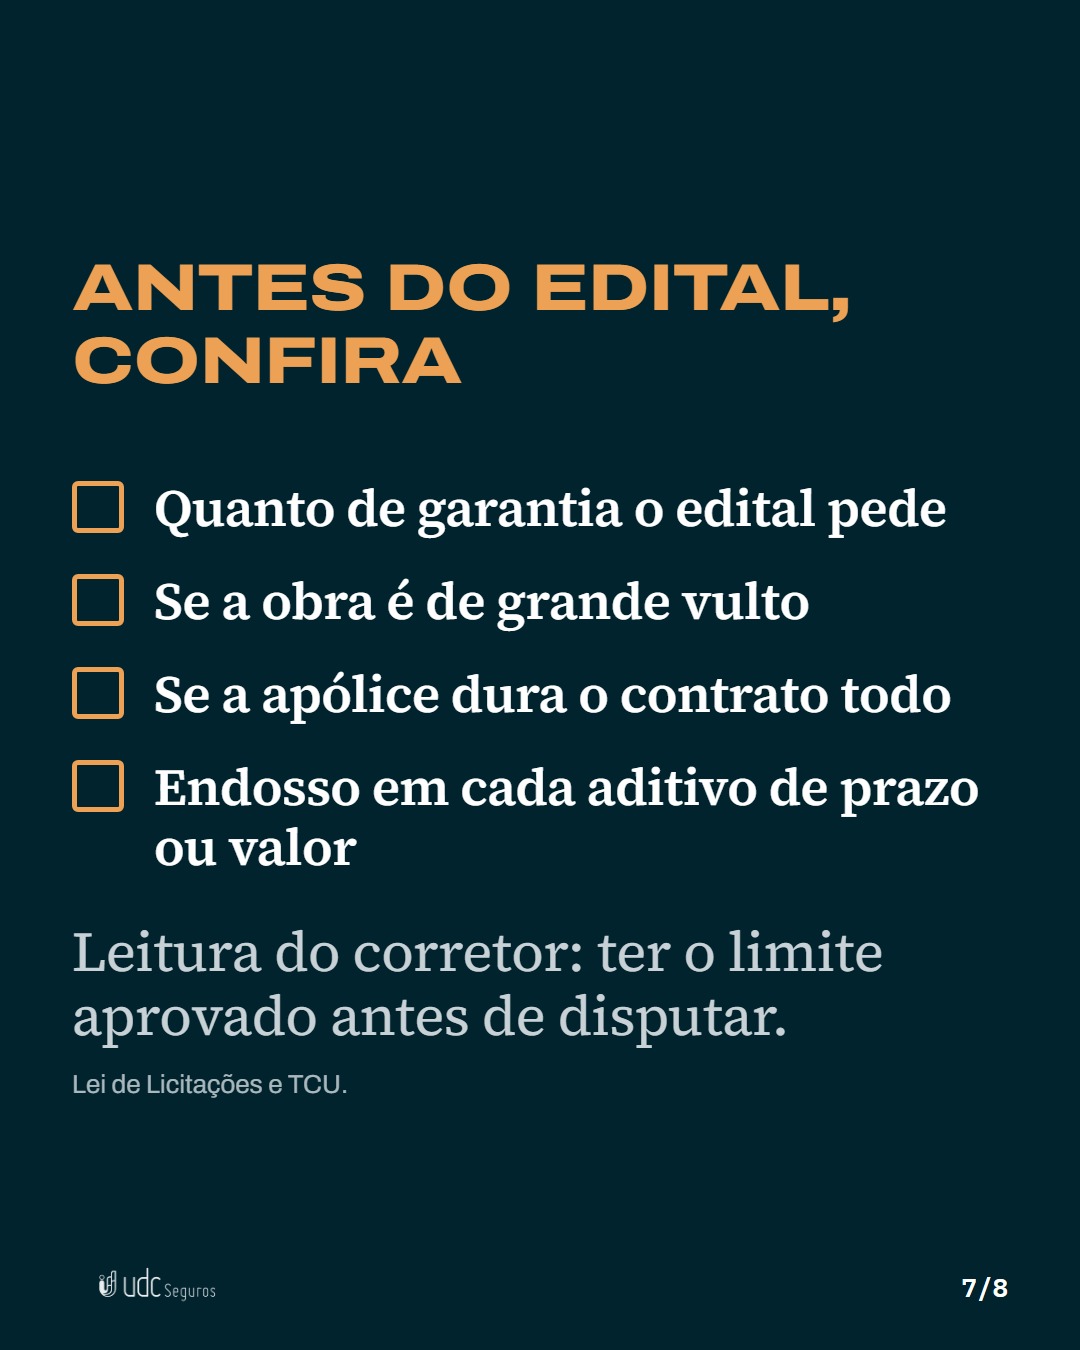 ANTES DO EDITAL,
CONFIRA
Quanto de garantia o edital pede
Se a obra é de grande vulto
Se a apólice dura o contrato todo
Endosso em cada aditivo de prazo
ou valor
Leitura do corretor: ter o limite
aprovado antes de disputar.
Lei de Licitações e TCU.
udc Seguros
7/8